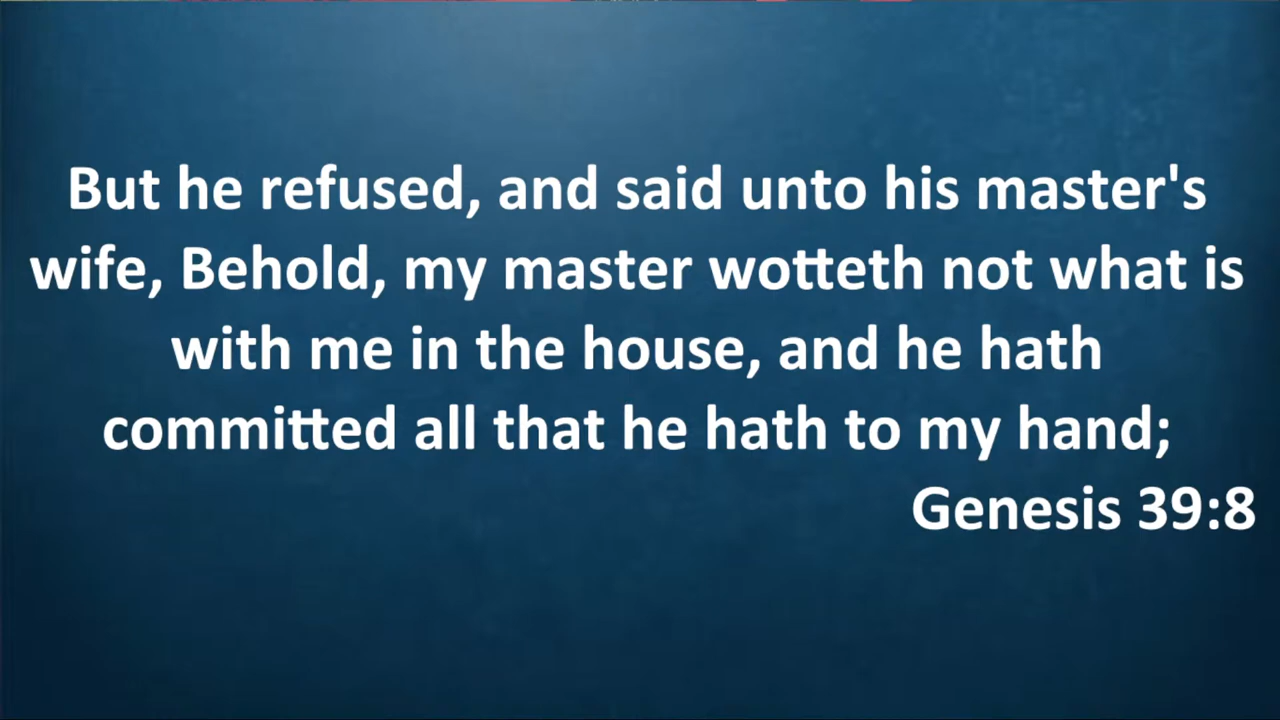 But he refused, and said unto his master's
wife, Behold, my master wotteth not what is
with me in the house, and he hath
committed all that he hath to my hand;
Genesis 39:8